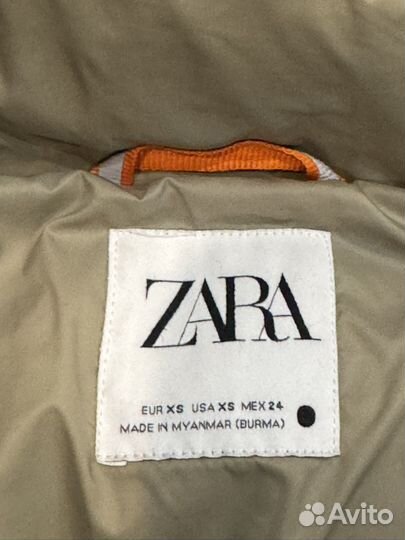 ZARA
EUR XS USA XS MEX 24
MADE IN MYANMAR (BURMA)
Avito